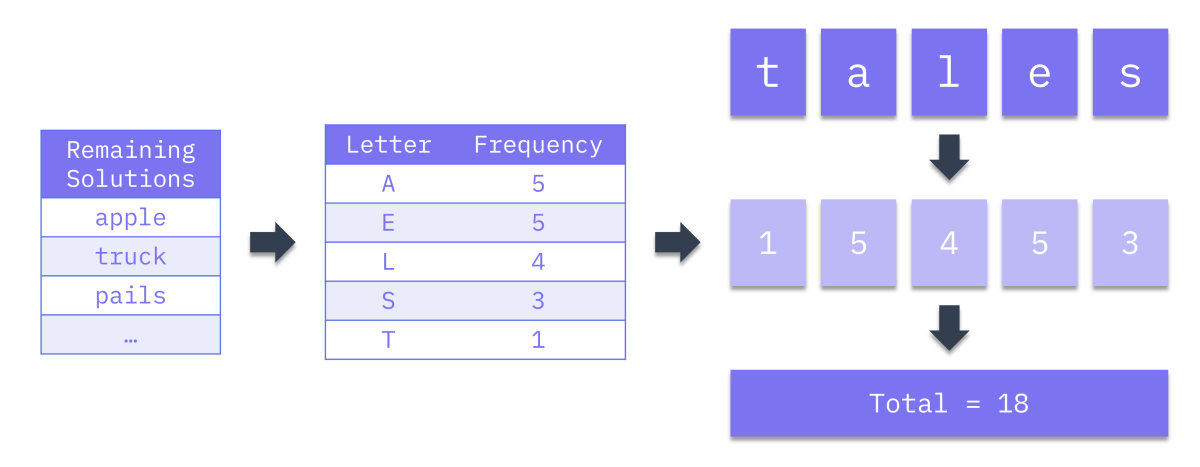 Remaining
Solutions
apple
truck
pails
…
Letter Frequency
A 5
E 5
L 4
S 3
T 1
t a l e s
1 5 4 5 3
Total = 18